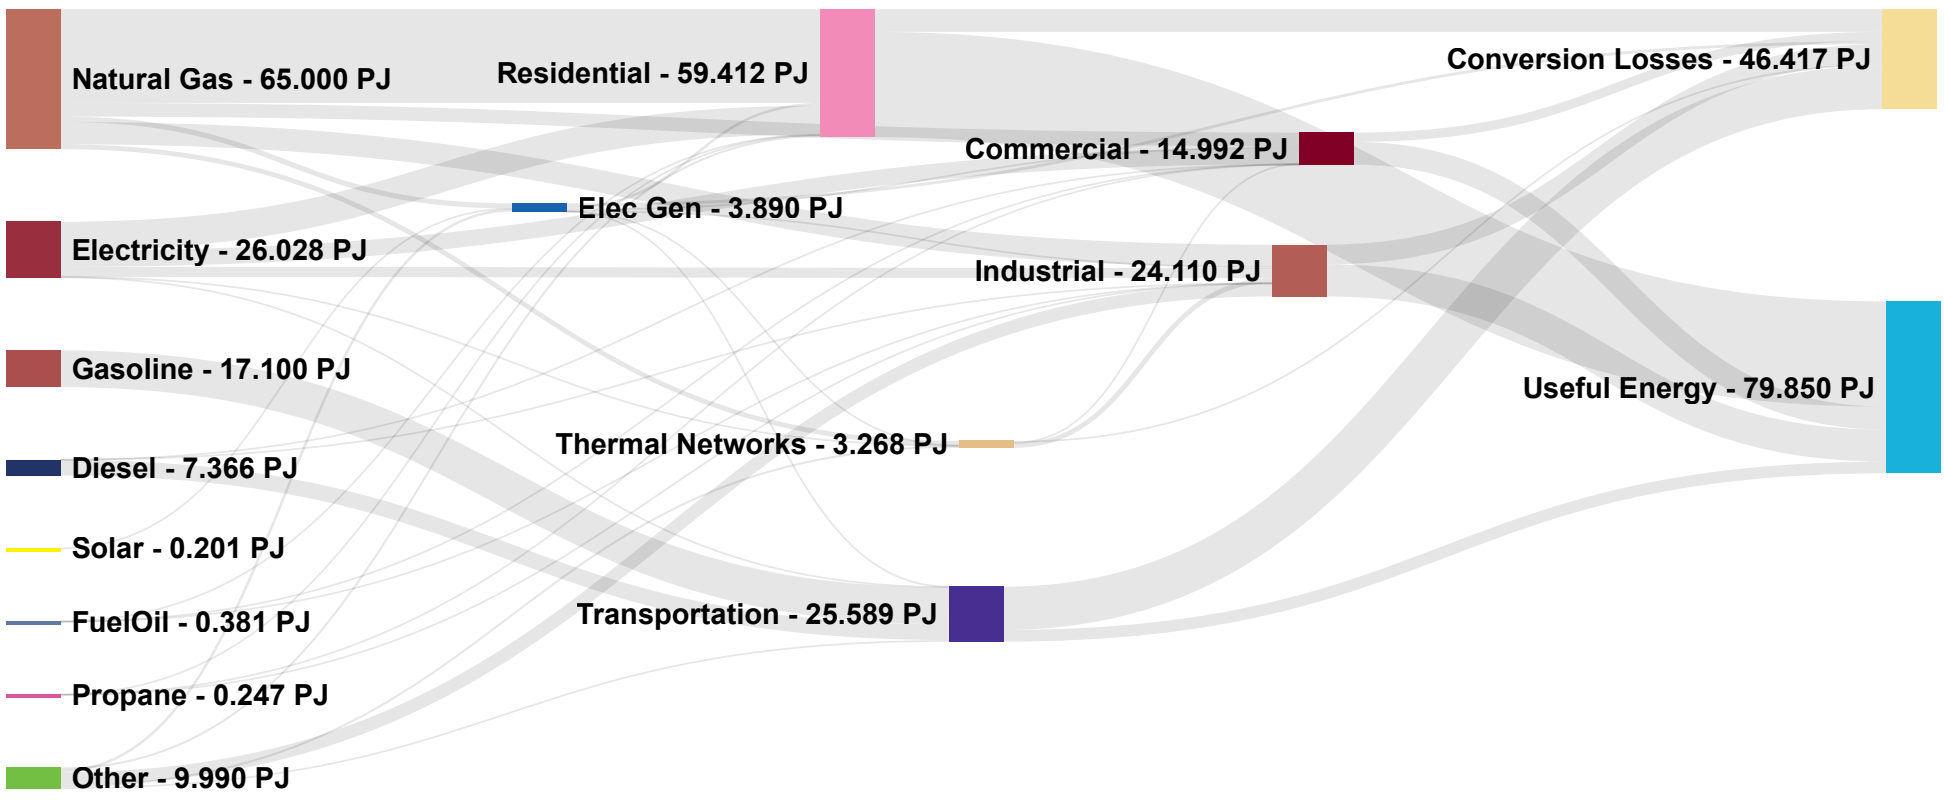 Natural Gas - 65.000 PJ
Electricity - 26.028 PJ
Gasoline - 17.100 PJ
Diesel - 7.366 PJ
Solar - 0.201 PJ
FuelOil - 0.381 PJ
Propane - 0.247 PJ
Other - 9.990 PJ
Residential - 59.412 PJ
Elec Gen - 3.890 PJ
Thermal Networks - 3.268 PJ
Transportation - 25.589 PJ
Commercial - 14.992 PJ
Industrial - 24.110 PJ
Conversion Losses - 46.417 PJ
Useful Energy - 79.850 PJ